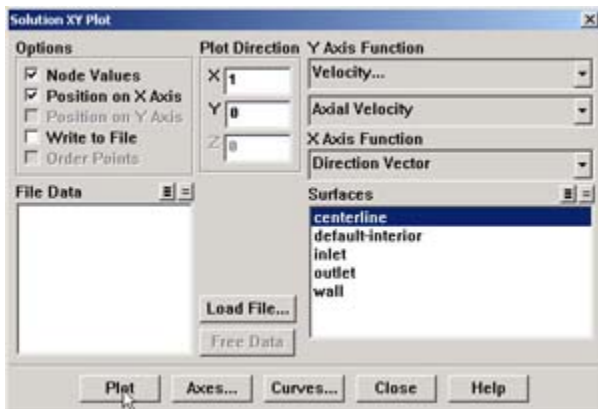 Solution XY Plot
Options
Node Values
Position on X Axis
Position on Y Axis
Write to File
Order Points
Plot Direction
X 1
Y 0
Z 0
Y Axis Function
Velocity...
Axial Velocity
X Axis Function
Direction Vector
File Data
Load File...
Free Data
Surfaces
centerline
default-interior
inlet
outlet
wall
Plot Axes... Curves... Close Help